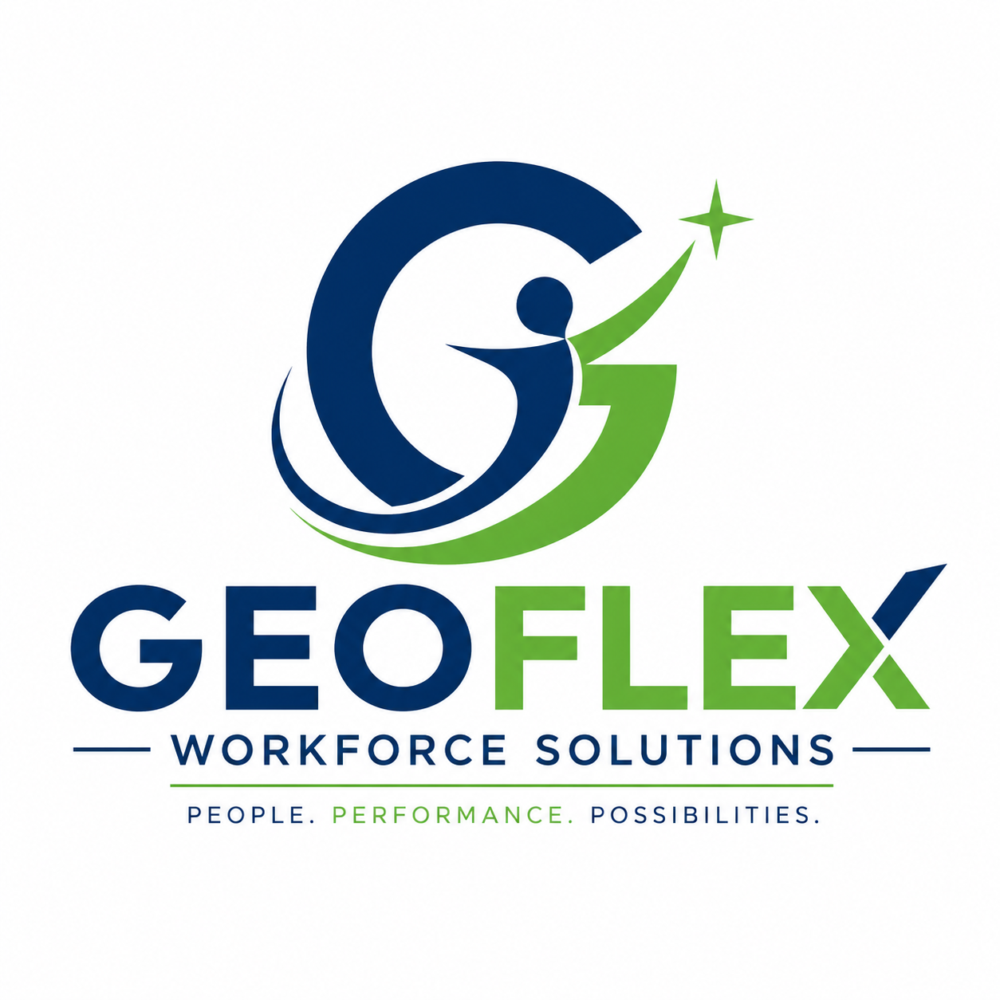 GEOFLEX
WORKFORCE SOLUTIONS
PEOPLE. PERFORMANCE. POSSIBILITIES.